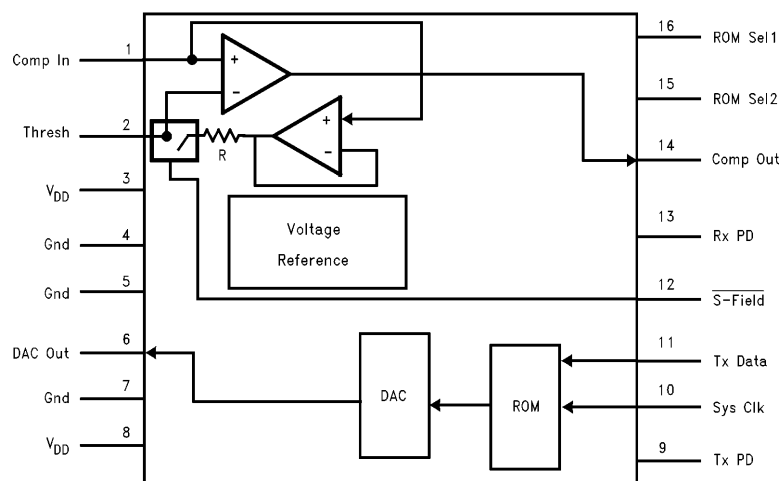 16 ROM Sel1
Comp In 1
+
−
15 ROM Sel2
Thresh 2
+
−
R
14 Comp Out
VDD 3
Voltage
Reference
13 Rx PD
Gnd 4
Gnd 5
12 S-Field
DAC Out 6
11 Tx Data
DAC
ROM
Gnd 7
10 Sys Clk
VDD 8
9 Tx PD